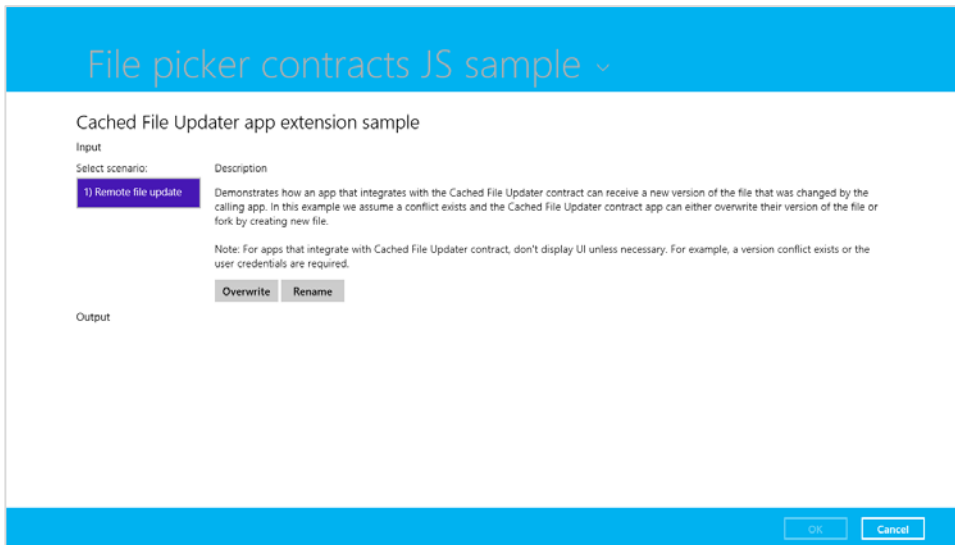 File picker contracts JS sample
Cached File Updater app extension sample
Input
Select scenario:
1) Remote file update
Description
Demonstrates how an app that integrates with the Cached File Updater contract can receive a new version of the file that was changed by the
calling app. In this example we assume a conflict exists and the Cached File Updater contract app can either overwrite their version of the file or
fork by creating new file.
Note: For apps that integrate with Cached File Updater contract, don't display UI unless necessary. For example, a version conflict exists or the
user credentials are required.
Overwrite Rename
Output
OK Cancel